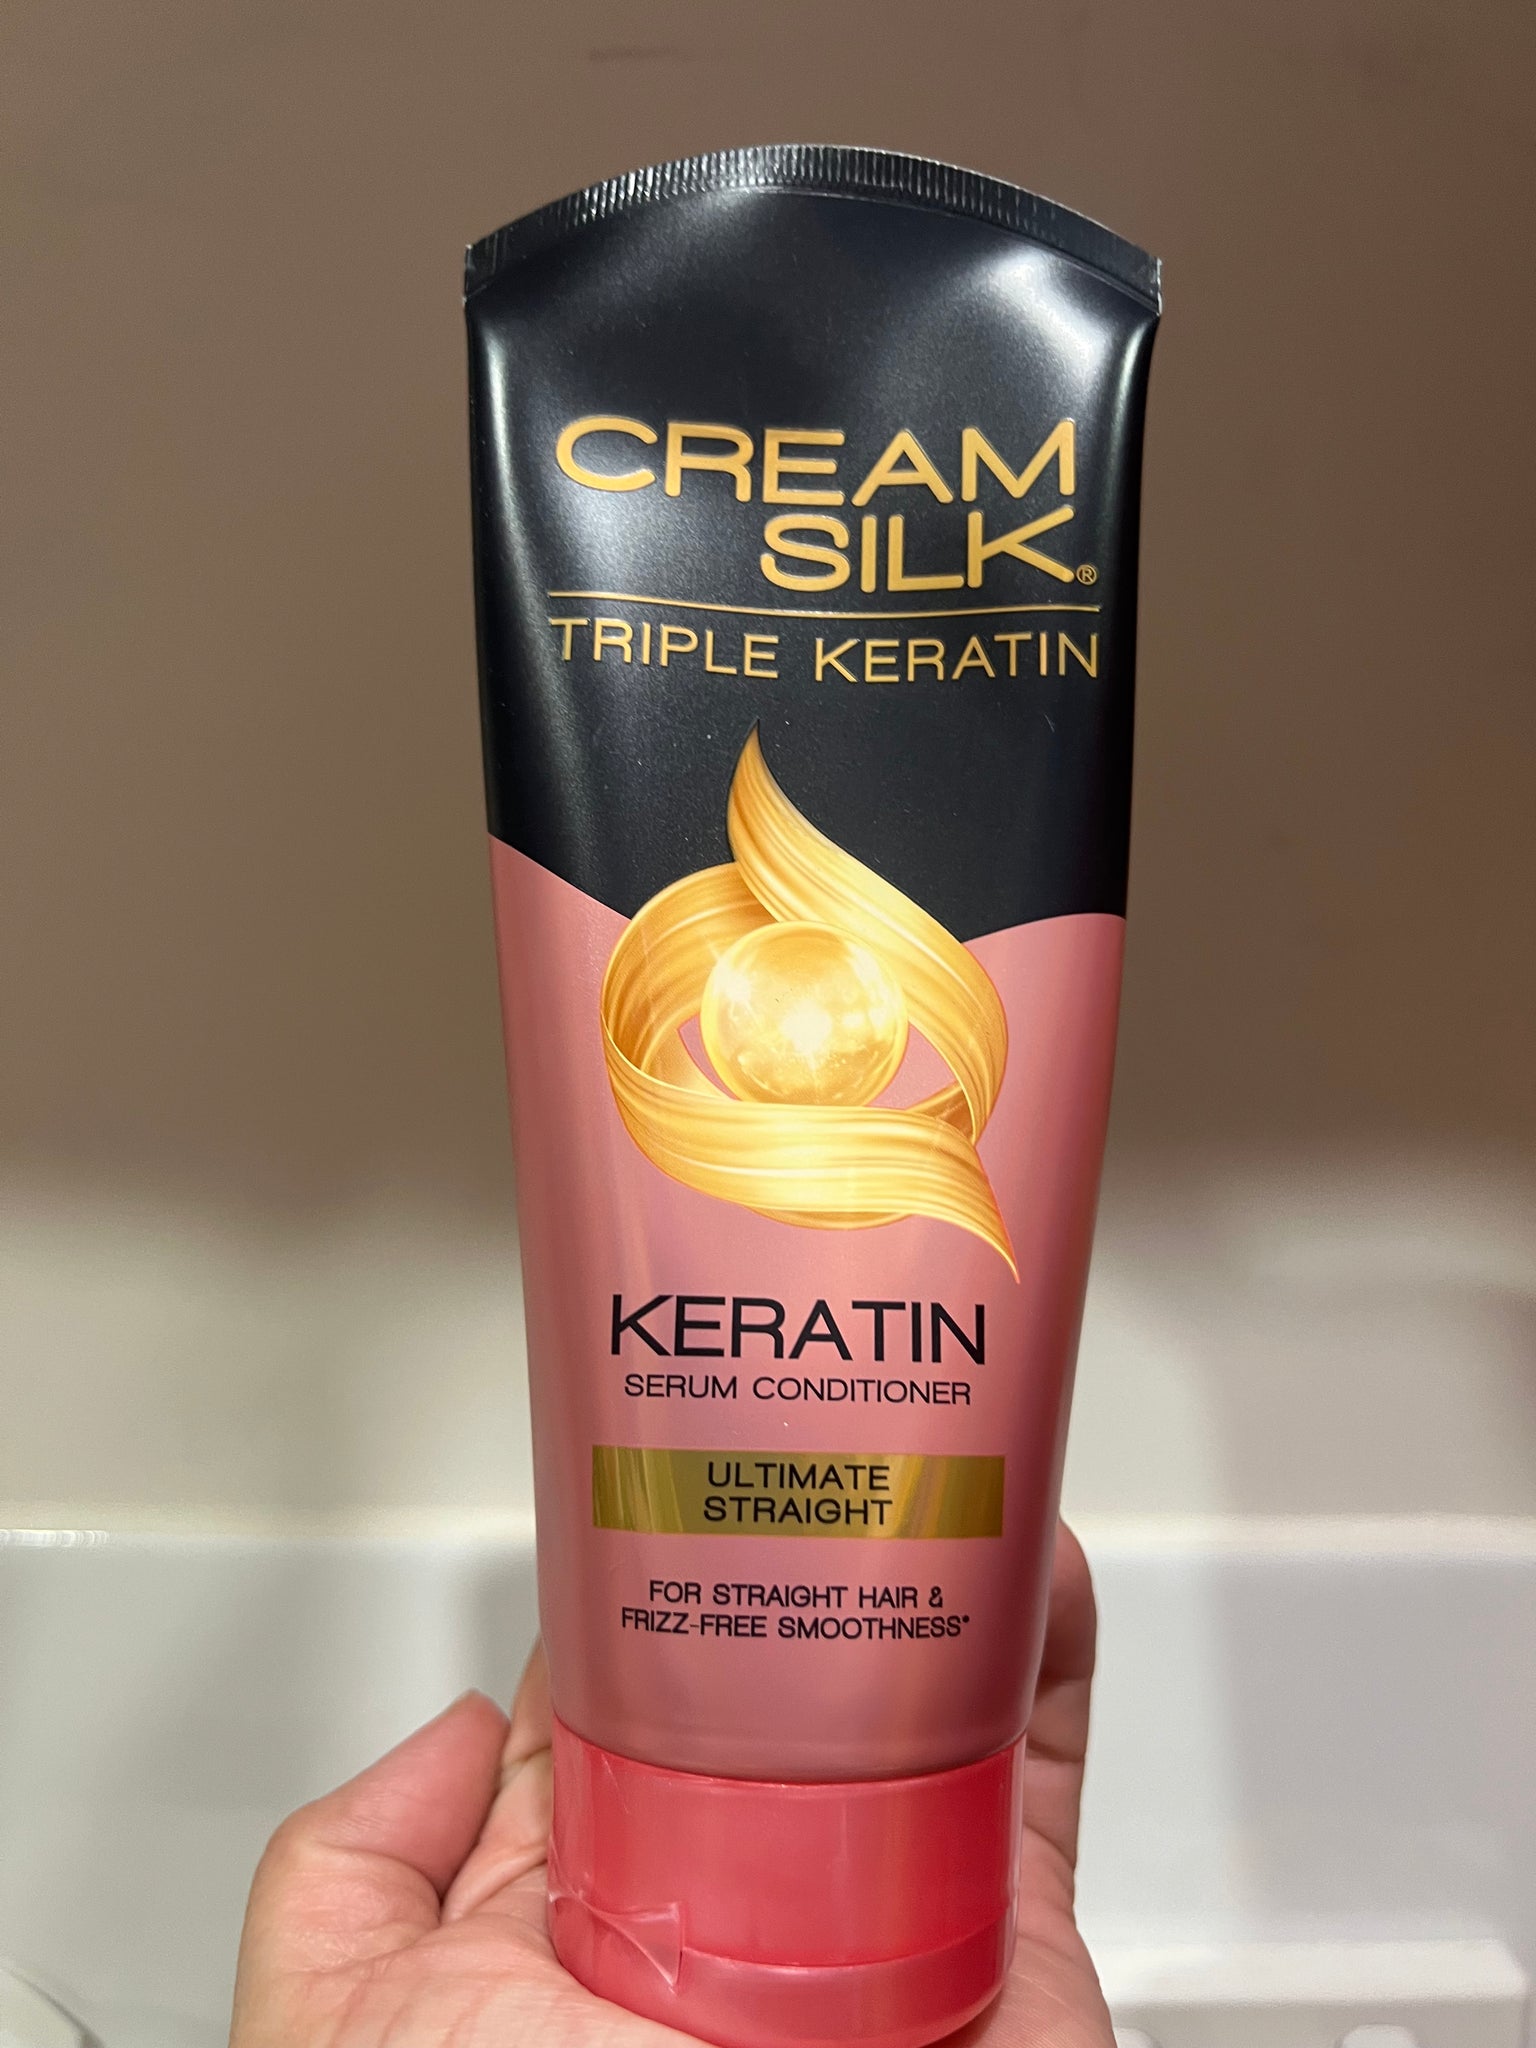 CREAM
SILK®
TRIPLE KERATIN
KERATIN
SERUM CONDITIONER
ULTIMATE
STRAIGHT
FOR STRAIGHT HAIR &
FRIZZ-FREE SMOOTHNESS*